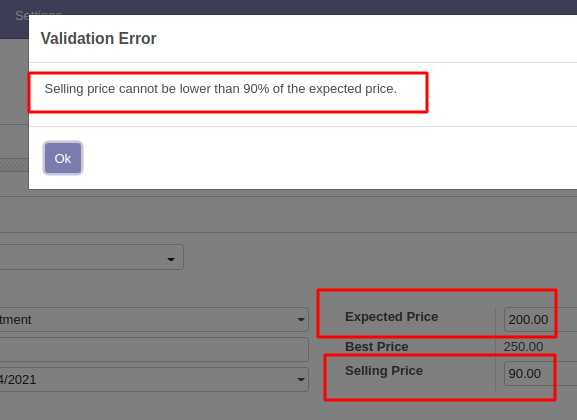 Settings
Validation Error
Selling price cannot be lower than 90% of the expected price.
Ok
tment
Expected Price
200.00
Best Price
250.00
4/2021
Selling Price
90.00